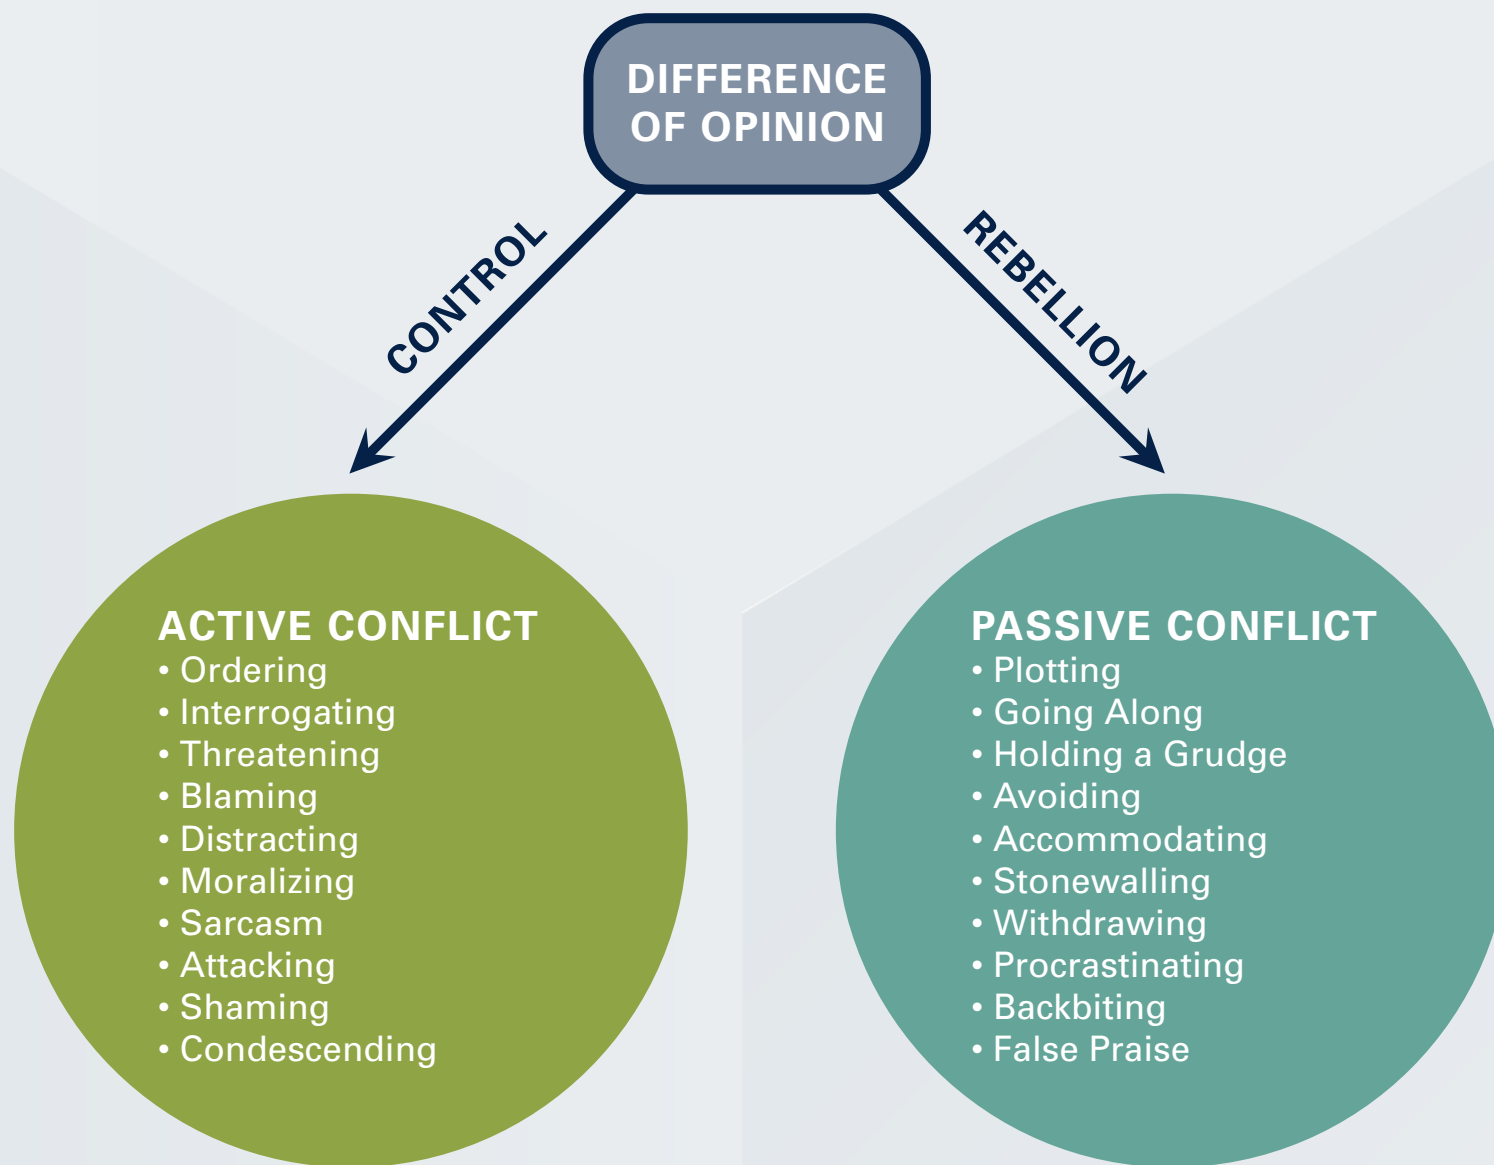 DIFFERENCE
OF OPINION
CONTROL
REBELLION
ACTIVE CONFLICT
• Ordering
• Interrogating
• Threatening
• Blaming
• Distracting
• Moralizing
• Sarcasm
• Attacking
• Shaming
• Condescending
PASSIVE CONFLICT
• Plotting
• Going Along
• Holding a Grudge
• Avoiding
• Accommodating
• Stonewalling
• Withdrawing
• Procrastinating
• Backbiting
• False Praise